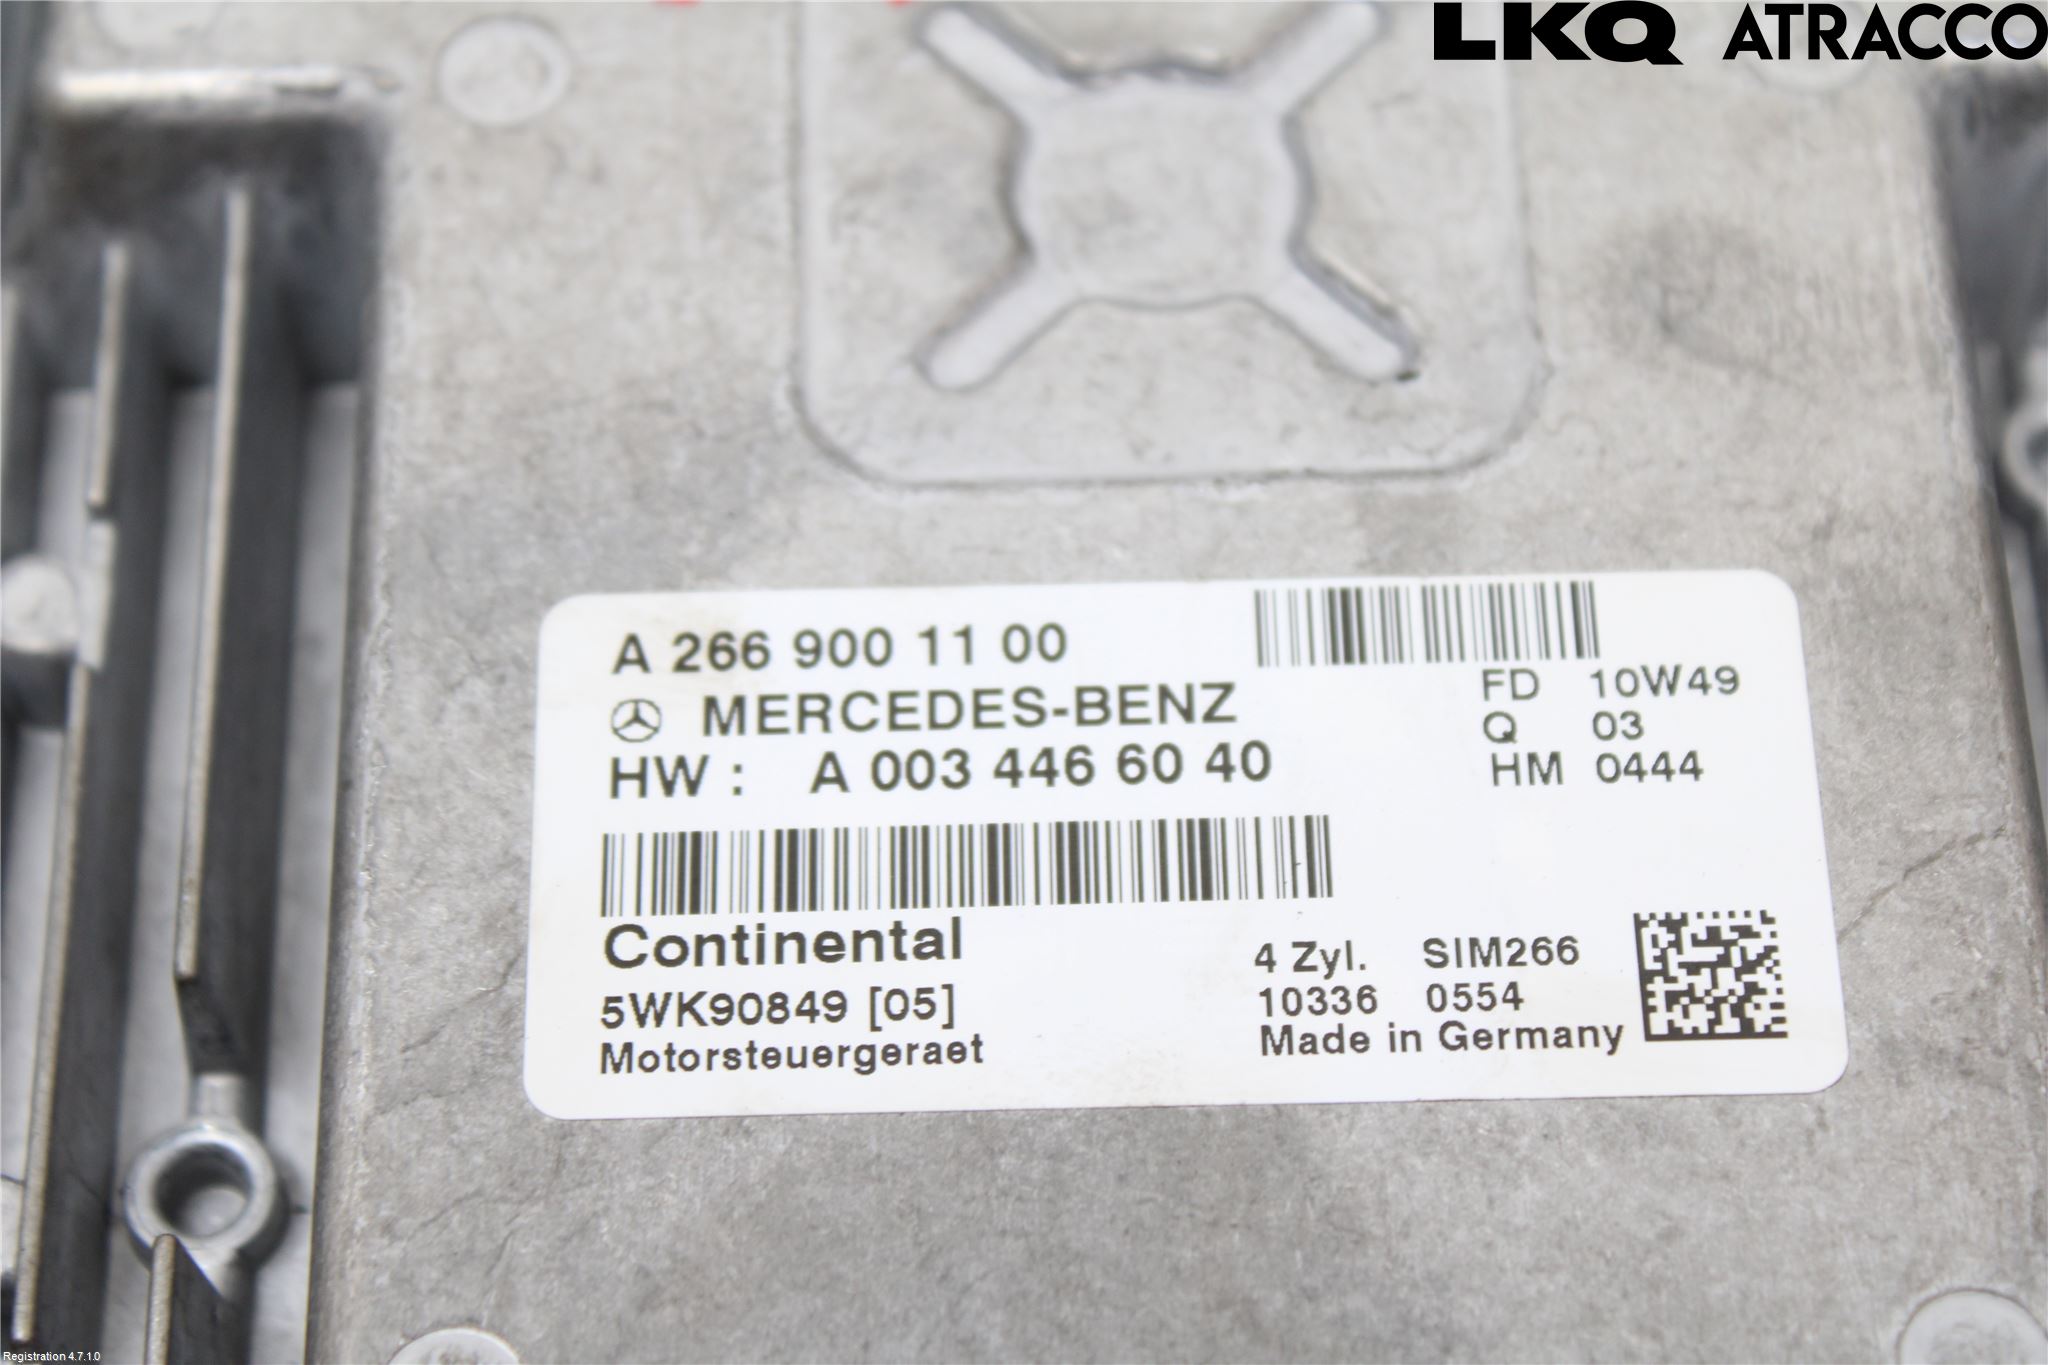 LKQ ATRACCO
A 266 900 11 00
MERCEDES-BENZ
HW : A 003 446 60 40
FD 10W49
Q 03
HM 0444
Continental
5WK90849 [05]
Motorsteuergeraet
4 Zyl. SIM266
10336 0554
Made in Germany
Registration 4.7.1.0